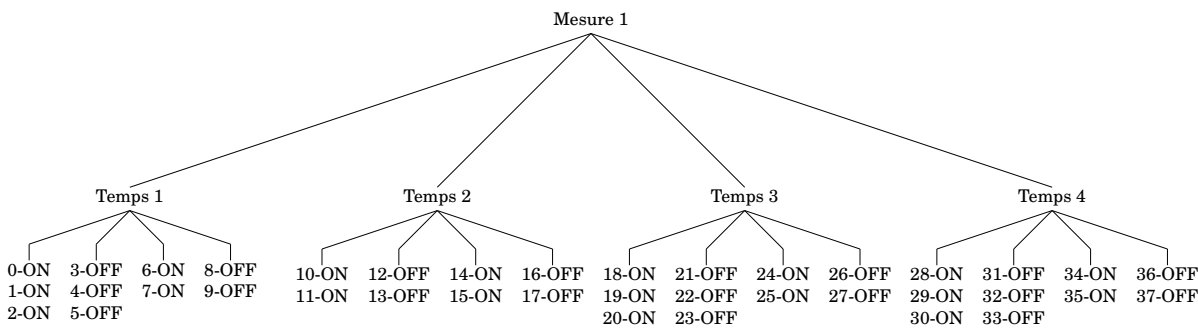 Mesure 1
Temps 1 Temps 2 Temps 3 Temps 4
0-ON 3-OFF 6-ON 8-OFF 10-ON 12-OFF 14-ON 16-OFF 18-ON 21-OFF 24-ON 26-OFF 28-ON 31-OFF 34-ON 36-OFF
1-ON 4-OFF 7-ON 9-OFF 11-ON 13-OFF 15-ON 17-OFF 19-ON 22-OFF 25-ON 27-OFF 29-ON 32-OFF 35-ON 37-OFF
2-ON 5-OFF 20-ON 23-OFF 30-ON 33-OFF